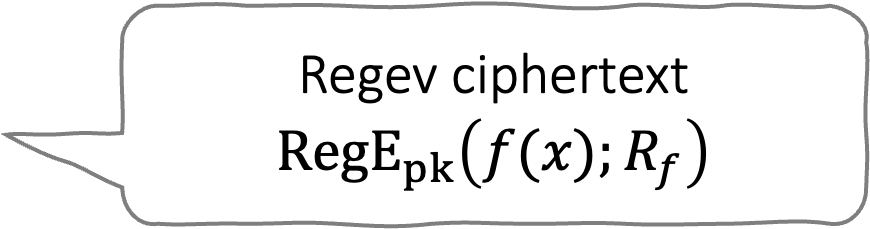 Regev ciphertext
RegE_pk(f(x); R_f)